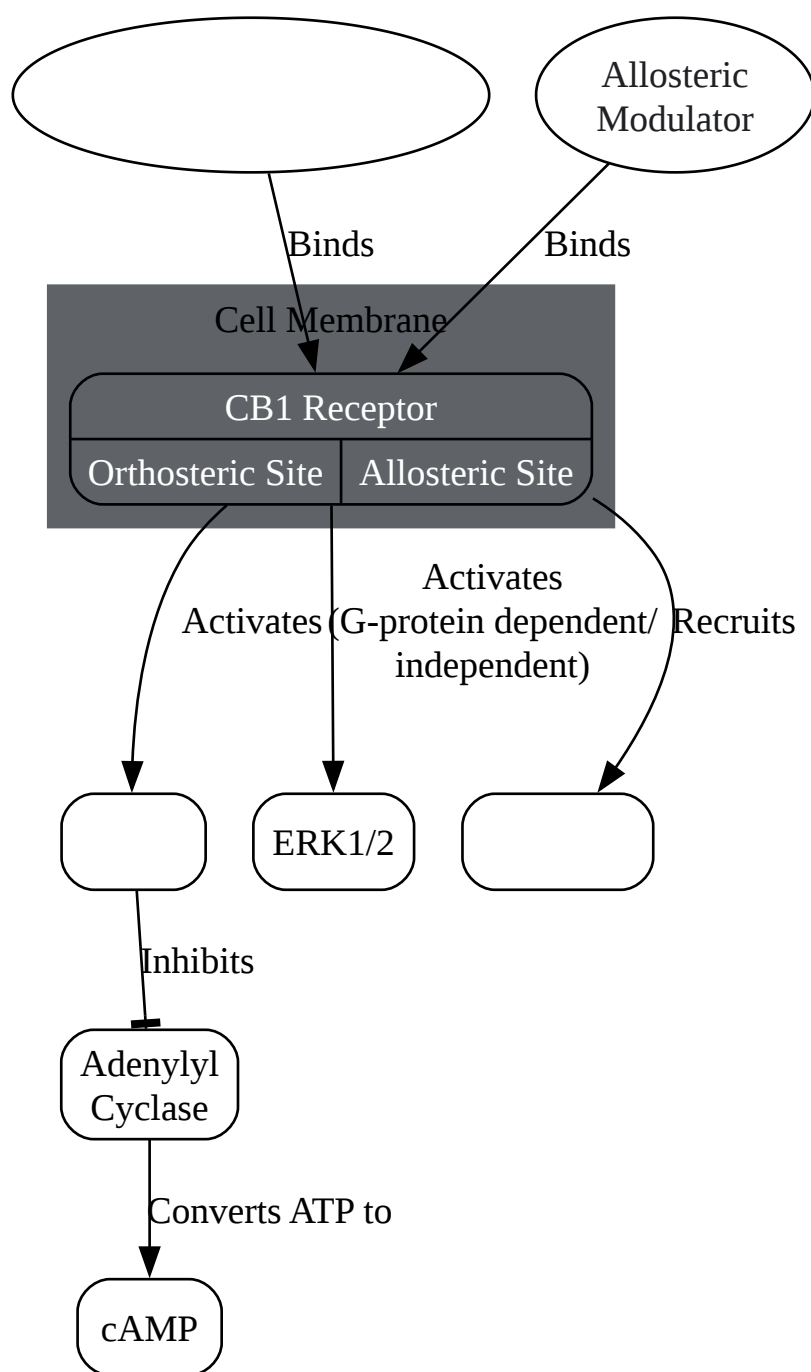 Allosteric
Modulator
Binds
Binds
Cell Membrane
CB1 Receptor
Orthosteric Site
Allosteric Site
Activates
Activates
(G-protein dependent/
independent)
Recruits
ERK1/2
Inhibits
Adenylyl
Cyclase
Converts ATP to
cAMP